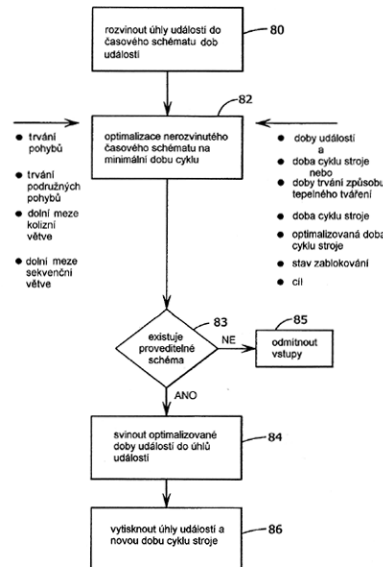 rozvinout úhly událostí do
časového schématu dob
událostí
80
optimalizace nerozvinutého
časového schématu na
minimální dobu cyklu
82
● trvání
pohybů
● trvání
podružných
pohybů
● dolní meze
kolizní
větve
● dolní meze
sekvenční
větve
● doby událostí
a
● doba cyklu stroje
nebo
● doby trvání způsobu
tepelného tváření
● doba cyklu stroje
● optimalizovaná doba
cyklu stroje
● stav zablokování
● cíl
existuje
proveditelné
schéma
83
NE
odmítnout
vstupy
85
ANO
svinout optimalizované
doby událostí do úhlů
událostí
84
vytisknout úhly událostí a
novou dobu cyklu stroje
86